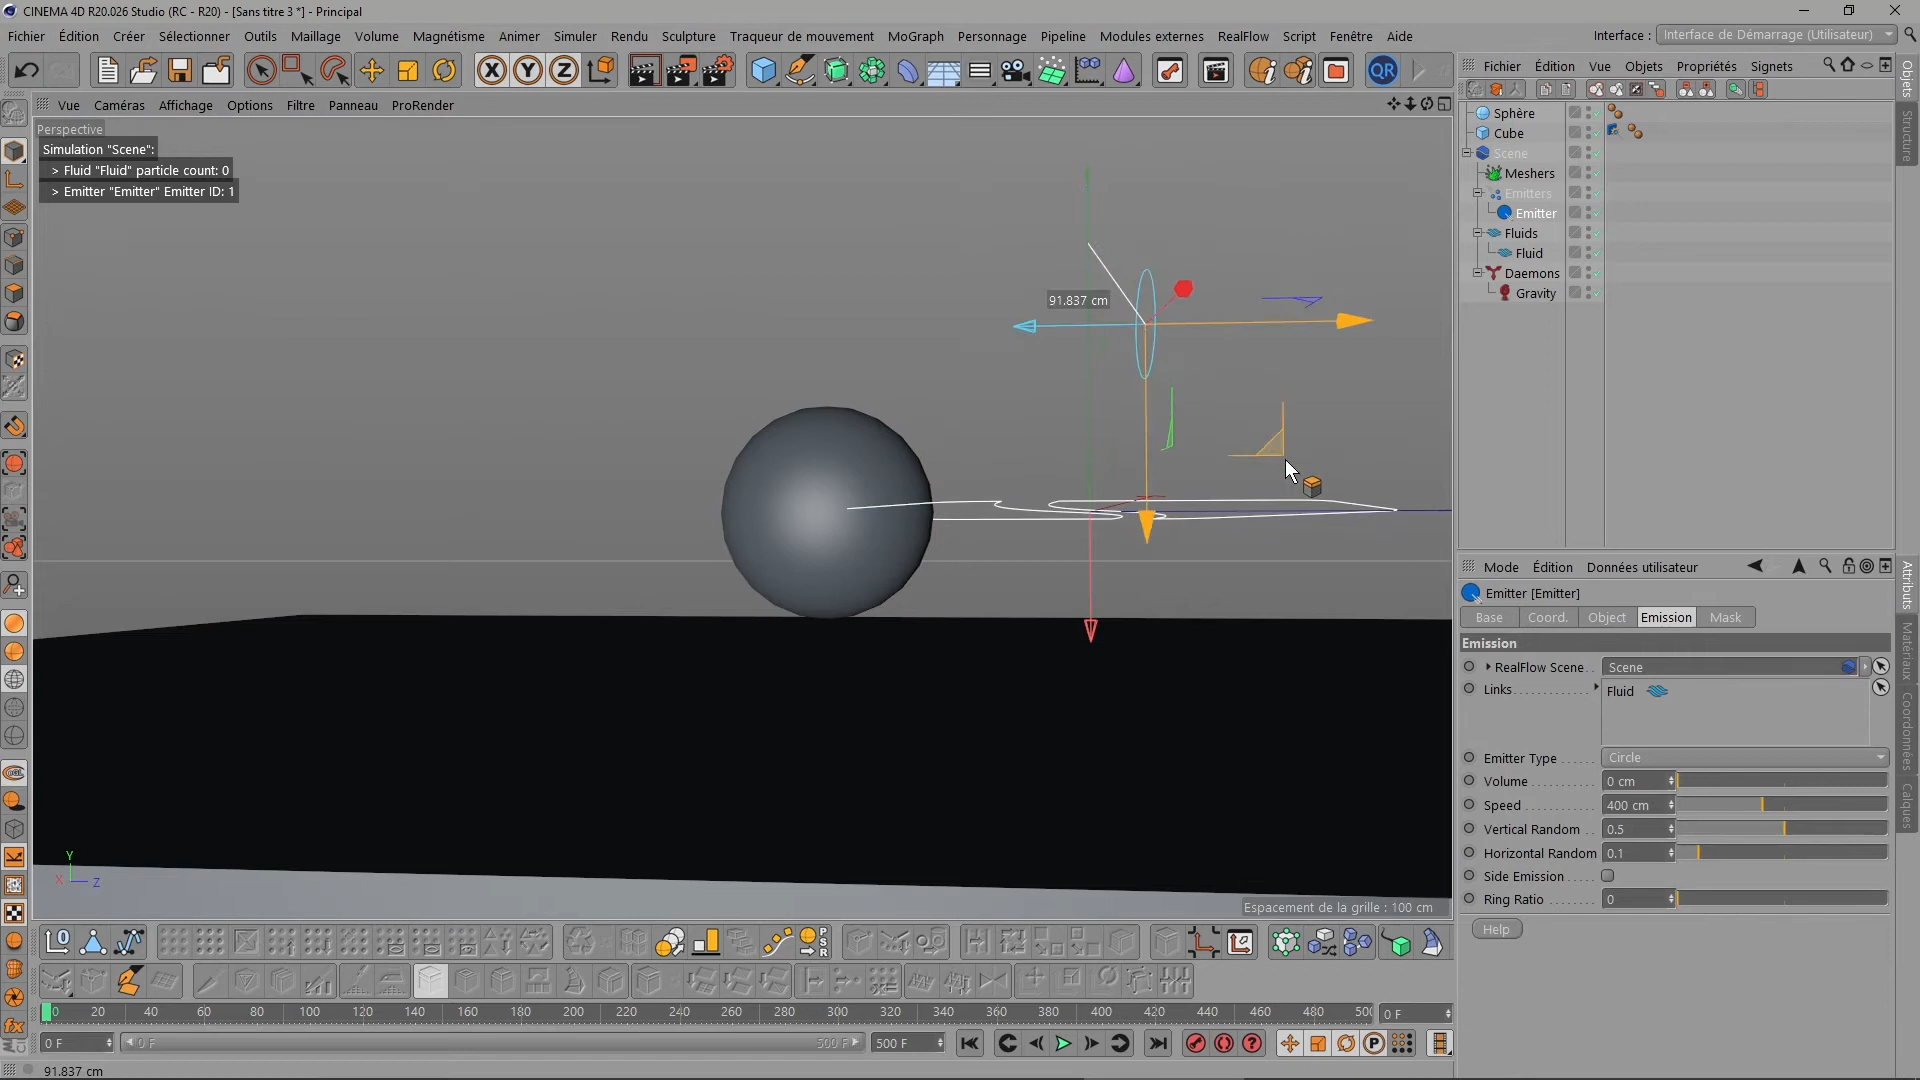 CINEMA 4D R20.026 Studio (RC - R20) - [Sans titre 3 *] - Principal
Fichier Édition Créer Sélectionner Outils Maillage Volume Magnétisme Animer Simuler Rendu Sculpture Traqueur de mouvement MoGraph Personnage Pipeline Modules externes RealFlow Script Fenêtre Aide
Interface : Interface de Démarrage (Utilisateur)
X Y Z QR
Fichier Édition Vue Objets Propriétés Signets
Vue Caméras Affichage Options Filtre Panneau ProRender
Perspective
Simulation "Scene":
> Fluid "Fluid" particle count: 0
> Emitter "Emitter" Emitter ID: 1
91.837 cm
Y
X Z
Espacement de la grille : 100 cm
Sphère
Cube
Scene
Meshers
Emitters
Emitter
Fluids
Fluid
Daemons
Gravity
Objets
Structure
Mode Édition Données utilisateur
Emitter [Emitter]
Base Coord. Object Emission Mask
Emission
RealFlow Scene Scene
Links Fluid
Emitter Type Circle
Volume 0 cm
Speed 400 cm
Vertical Random 0.5
Horizontal Random 0.1
Side Emission
Ring Ratio 0
Help
Attributs
Matériaux
Coordonnées
Calques
PSR
0 20 40 60 80 100 120 140 160 180 200 220 240 260 280 300 320 340 360 380 400 420 440 460 480 500 0 F
0 F 0 F 500 F 500 F P
91.837 cm